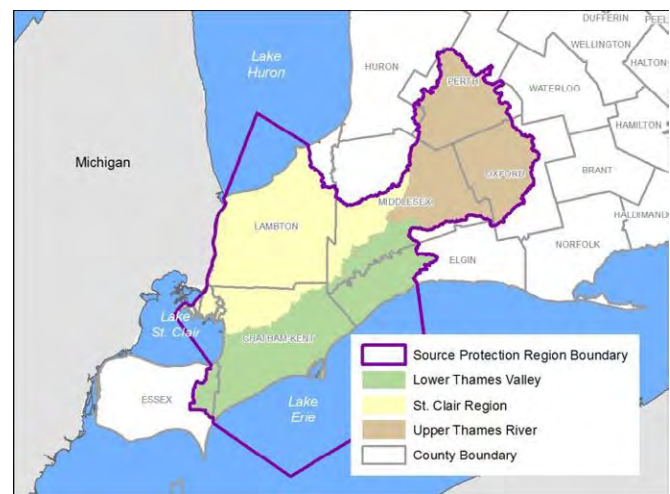 DUFFERIN
PEEL
Lake
Huron
HURON
WELLINGTON
HALTON
PERTH
WATERLOO
HAMILTON
Michigan
OXFORD
BRANT
MIDDLESEX
LAMBTON
HALDIMAND
NORFOLK
ELGIN
Lake
St. Clair
CHATHAM-KENT
ESSEX
Lake
Erie
Source Protection Region Boundary
Lower Thames Valley
St. Clair Region
Upper Thames River
County Boundary